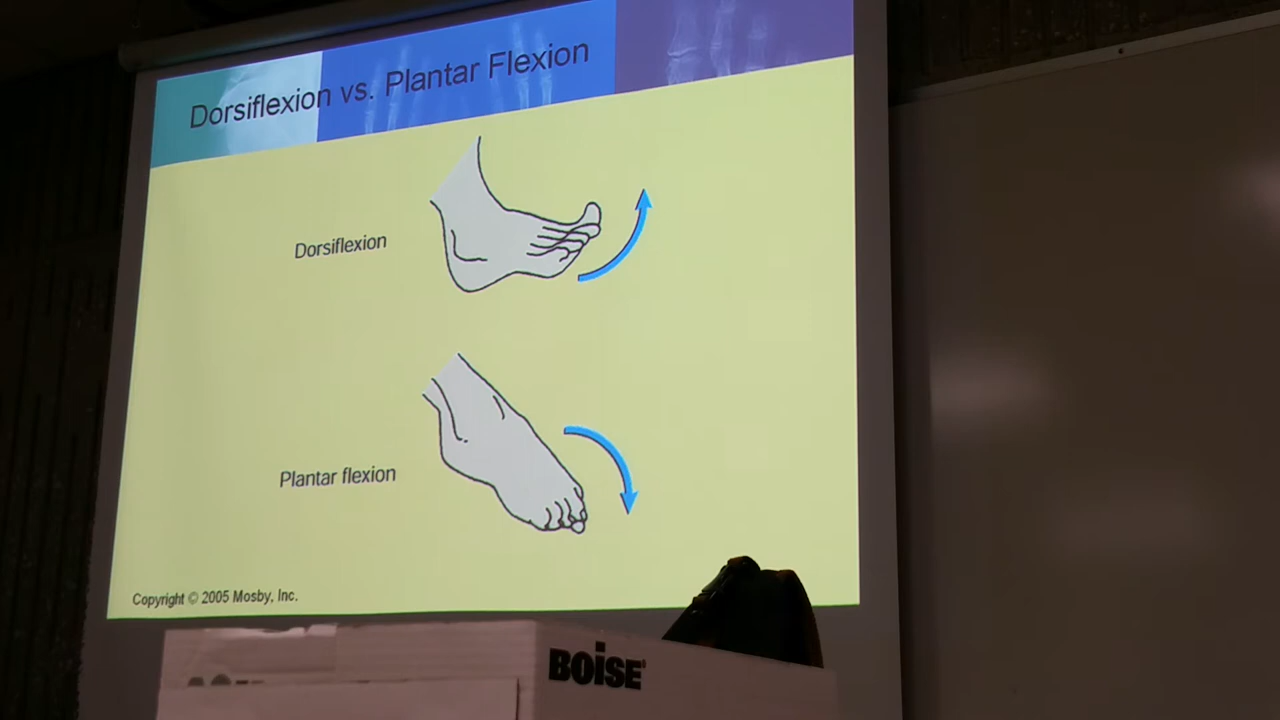 Dorsiflexion vs. Plantar Flexion
Dorsiflexion
Plantar flexion
Copyright © 2005 Mosby, Inc.
BOiSE